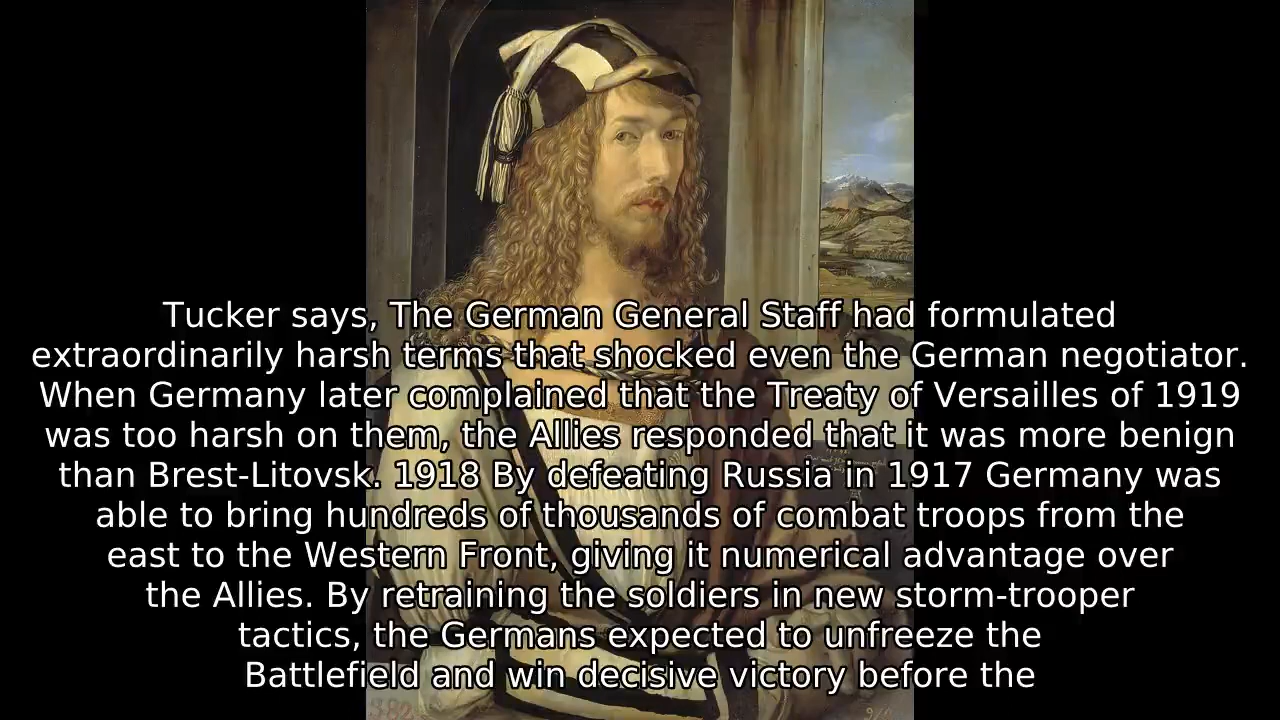 Tucker says, The German General Staff had formulated
extraordinarily harsh terms that shocked even the German negotiator.
When Germany later complained that the Treaty of Versailles of 1919
was too harsh on them, the Allies responded that it was more benign
than Brest-Litovsk. 1918 By defeating Russia in 1917 Germany was
able to bring hundreds of thousands of combat troops from the
east to the Western Front, giving it numerical advantage over
the Allies. By retraining the soldiers in new storm-trooper
tactics, the Germans expected to unfreeze the
Battlefield and win decisive victory before the